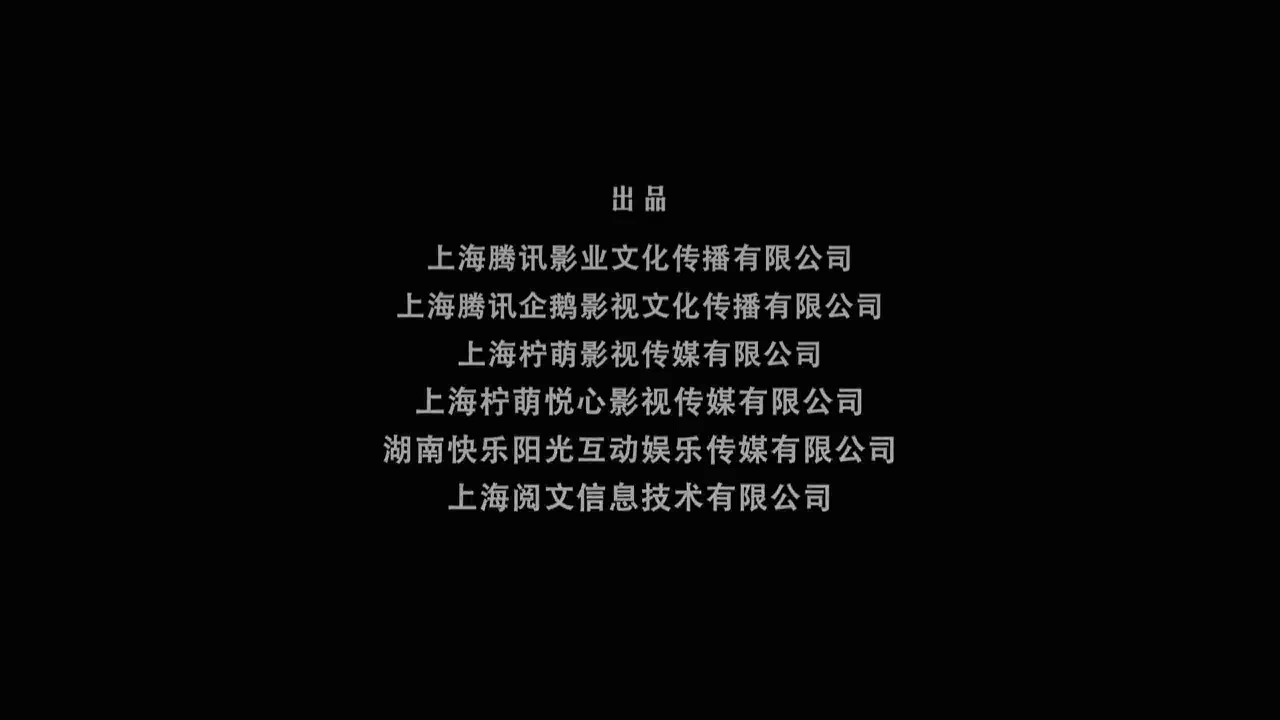 出品
上海腾讯影业文化传播有限公司
上海腾讯企鹅影视文化传播有限公司
上海柠萌影视传媒有限公司
上海柠萌悦心影视传媒有限公司
湖南快乐阳光互动娱乐传媒有限公司
上海阅文信息技术有限公司